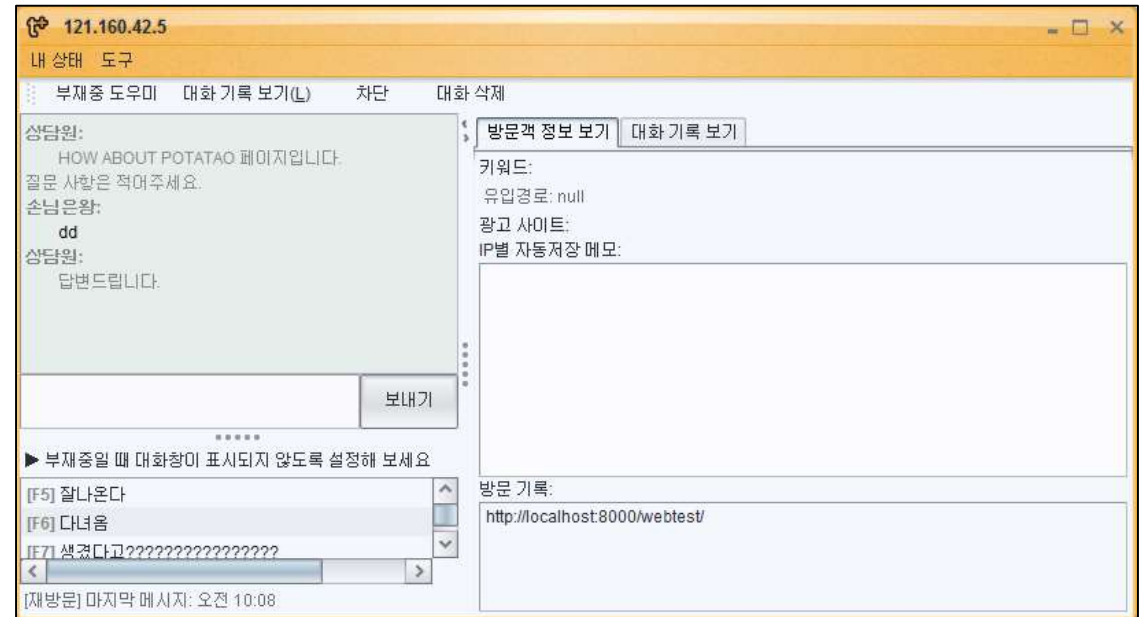 121.160.42.5
내 상태 도구
부재중 도우미 대화 기록 보기(L) 차단 대화 삭제
상담원:
HOW ABOUT POTATAO 페이지입니다.
질문 사항은 적어주세요.
손님은왕:
dd
상담원:
답변드립니다.
보내기
▶ 부재중일 때 대화창이 표시되지 않도록 설정해 보세요
[F5] 잘나온다
[F6] 다녀옴
[F7] 생겼다고????????????????
[재방문] 마지막 메시지: 오전 10:08
방문객 정보 보기 대화 기록 보기
키워드:
유입경로: null
광고 사이트:
IP별 자동저장 메모:
방문 기록:
http://localhost:8000/webtest/